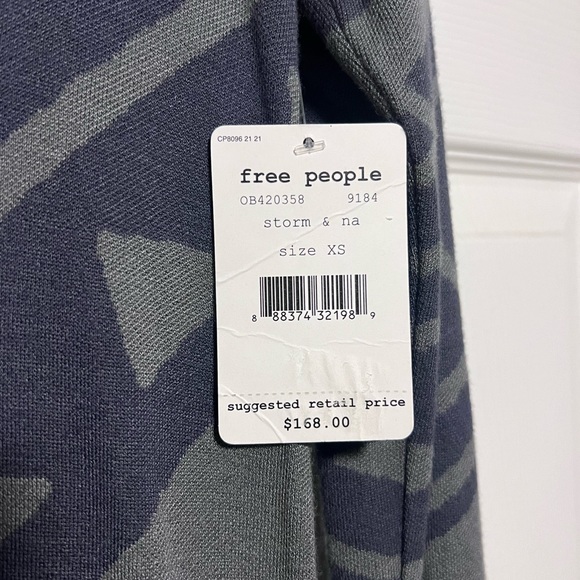 CP8096 21 21
free people
OB420358 9184
storm & na
size XS
8 88374 32198 9
suggested retail price
$168.00